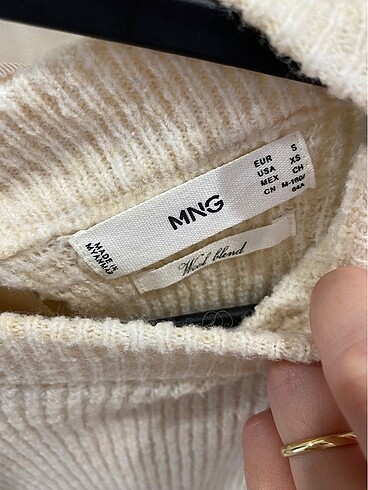 EUR S
USA XS
MEX CH
CN M-160/
84A
MNG
MADE IN
MYANMAR
Wool blend